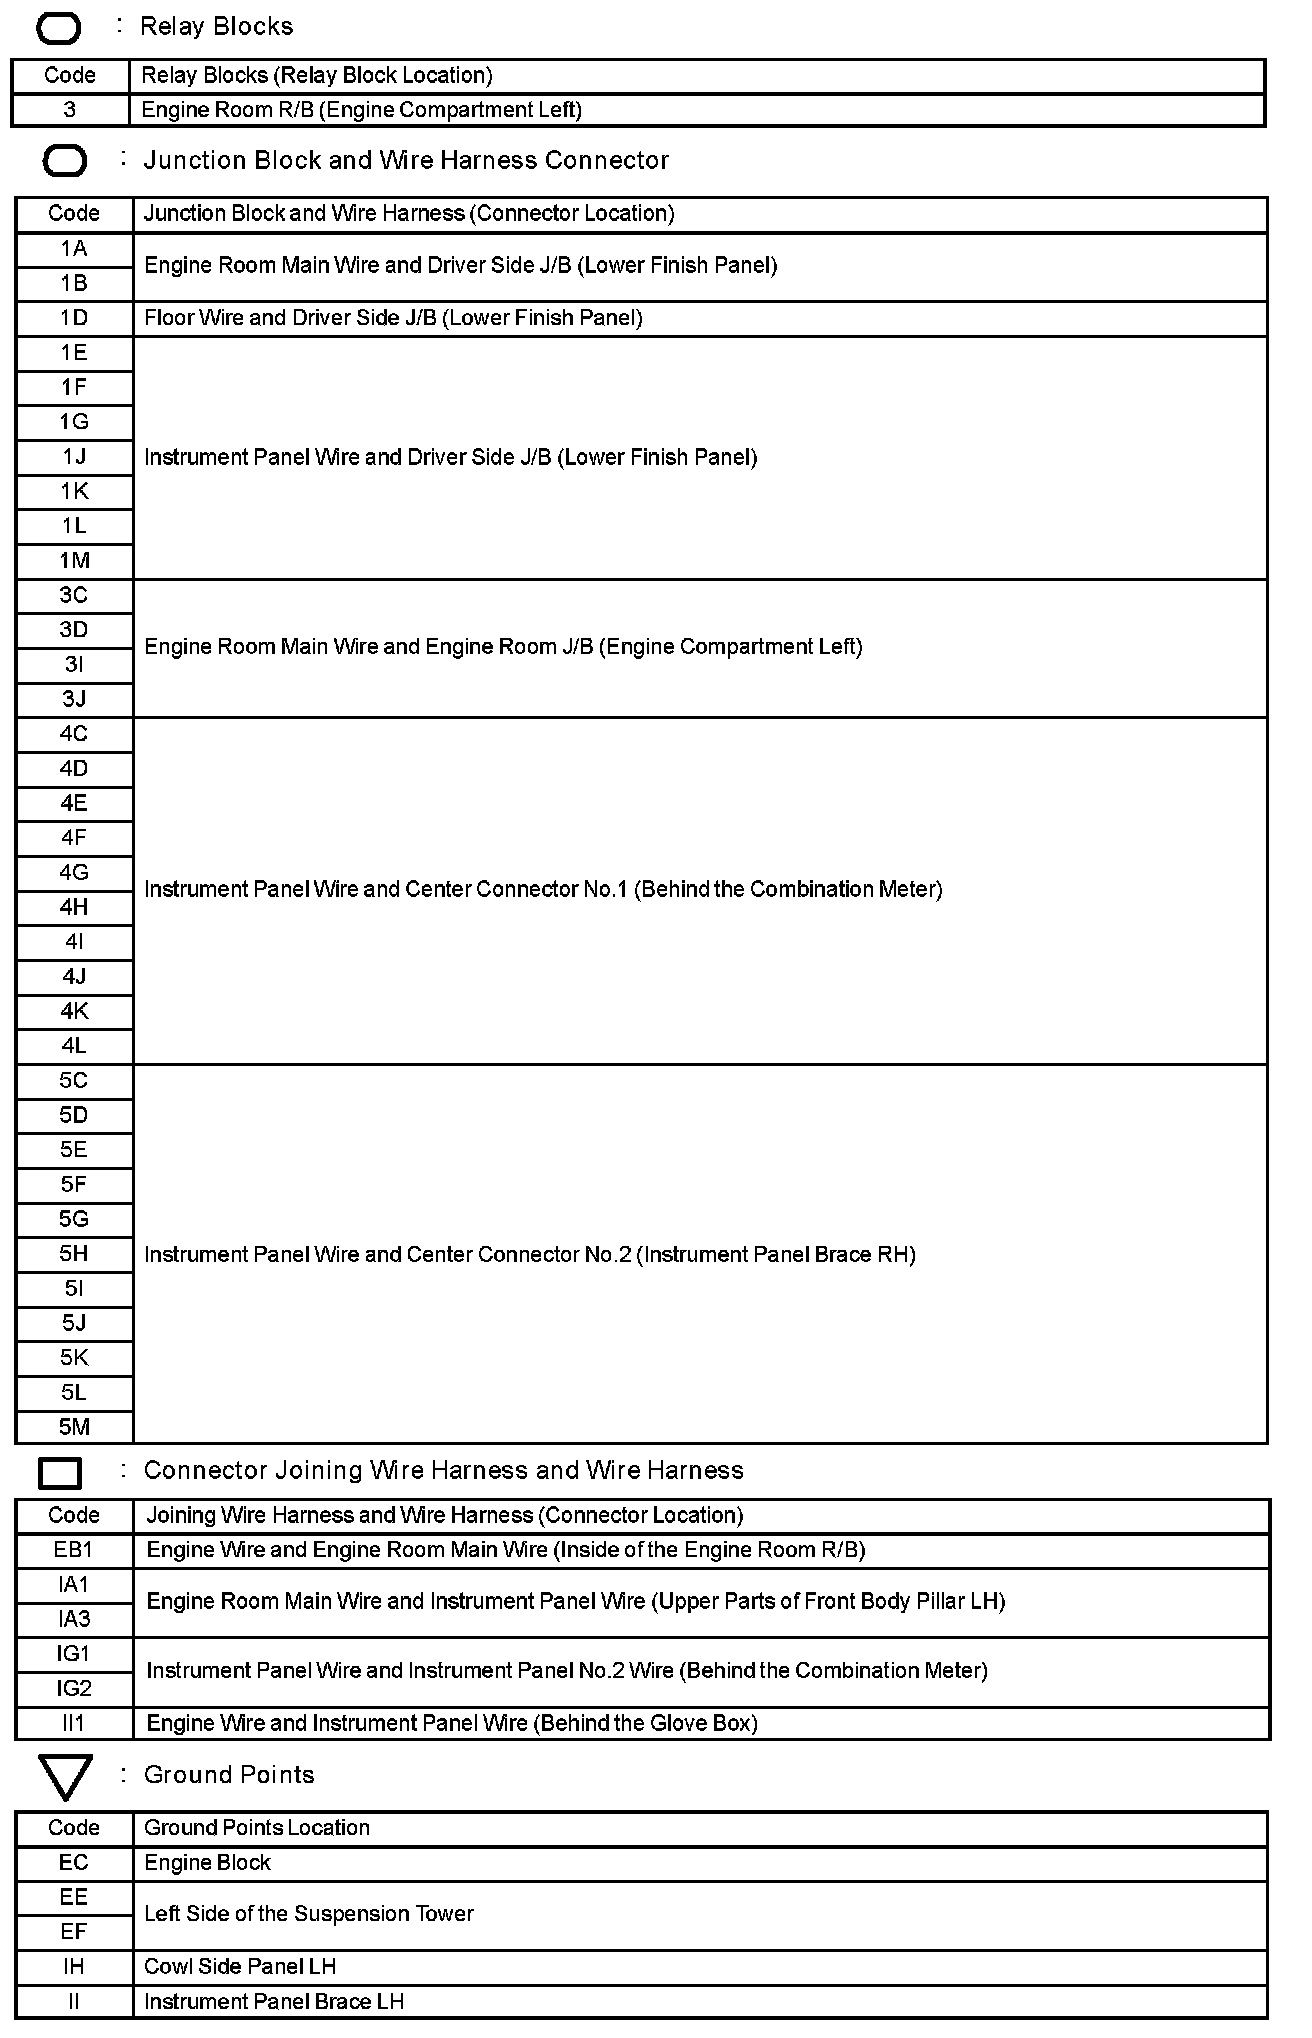 : Relay Blocks
Code Relay Blocks (Relay Block Location)
3 Engine Room R/B (Engine Compartment Left)
: Junction Block and Wire Harness Connector
Code Junction Block and Wire Harness (Connector Location)
1A
Engine Room Main Wire and Driver Side J/B (Lower Finish Panel)
1B
1D Floor Wire and Driver Side J/B (Lower Finish Panel)
1E
1F
1G
1J Instrument Panel Wire and Driver Side J/B (Lower Finish Panel)
1K
1L
1M
3C
3D
Engine Room Main Wire and Engine Room J/B (Engine Compartment Left)
3I
3J
4C
4D
4E
4F
4G
Instrument Panel Wire and Center Connector No.1 (Behind the Combination Meter)
4H
4I
4J
4K
4L
5C
5D
5E
5F
5G
5H Instrument Panel Wire and Center Connector No.2 (Instrument Panel Brace RH)
5I
5J
5K
5L
5M
: Connector Joining Wire Harness and Wire Harness
Code Joining Wire Harness and Wire Harness (Connector Location)
EB1 Engine Wire and Engine Room Main Wire (Inside of the Engine Room R/B)
IA1
Engine Room Main Wire and Instrument Panel Wire (Upper Parts of Front Body Pillar LH)
IA3
IG1
Instrument Panel Wire and Instrument Panel No.2 Wire (Behind the Combination Meter)
IG2
II1 Engine Wire and Instrument Panel Wire (Behind the Glove Box)
: Ground Points
Code Ground Points Location
EC Engine Block
EE
Left Side of the Suspension Tower
EF
IH Cowl Side Panel LH
II Instrument Panel Brace LH